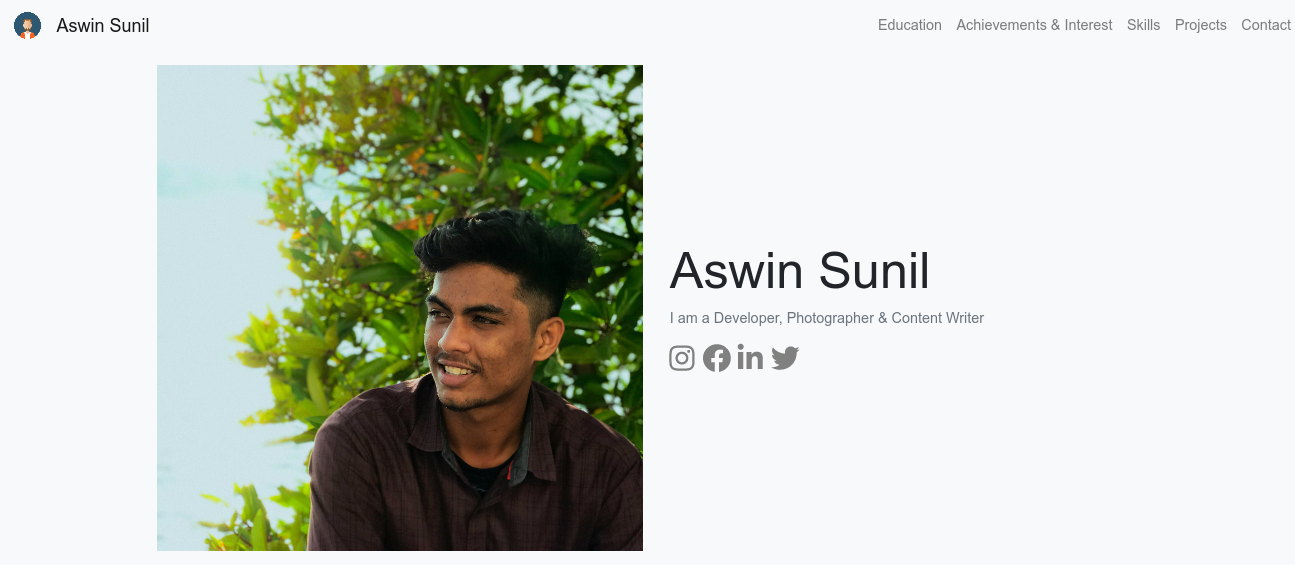 Aswin Sunil
Education Achievements & Interest Skills Projects Contact
Aswin Sunil
I am a Developer, Photographer & Content Writer